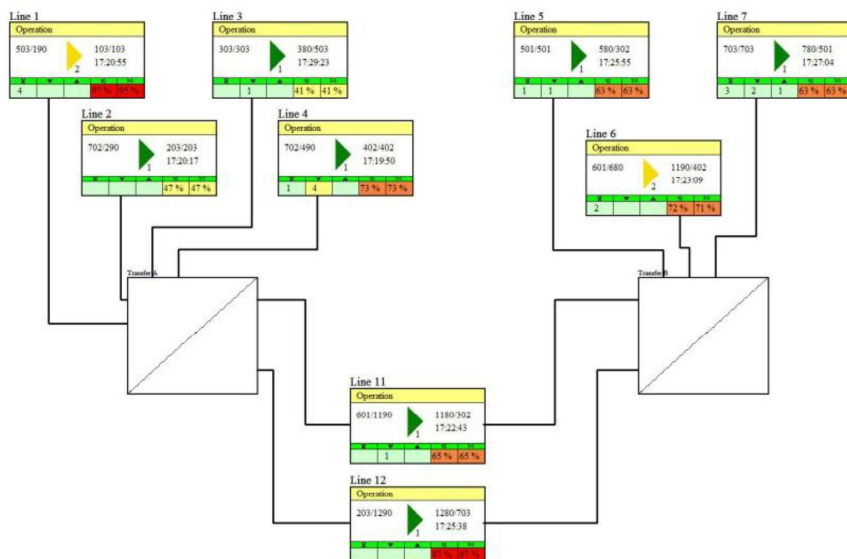 Line 1
Operation
503/190 103/103
2 17:20:55
4 95 %
Line 3
Operation
303/303 380/503
1 17:29:23
1 41 % 41 %
Line 5
Operation
501/501 580/302
1 17:25:55
1 1 63 % 63 %
Line 7
Operation
703/703 780/501
1 17:27:04
3 2 1 63 % 63 %
Line 2
Operation
702/290 203/203
1 17:20:17
47 % 47 %
Line 4
Operation
702/490 402/402
1 17:19:50
1 4 73 % 73 %
Line 6
Operation
601/680 1190/402
2 17:23:09
2 72 % 71 %
Transfer A
Transfer B
Line 11
Operation
601/1190 1180/302
1 17:22:43
1 65 % 65 %
Line 12
Operation
203/1290 1280/703
1 17:25:38